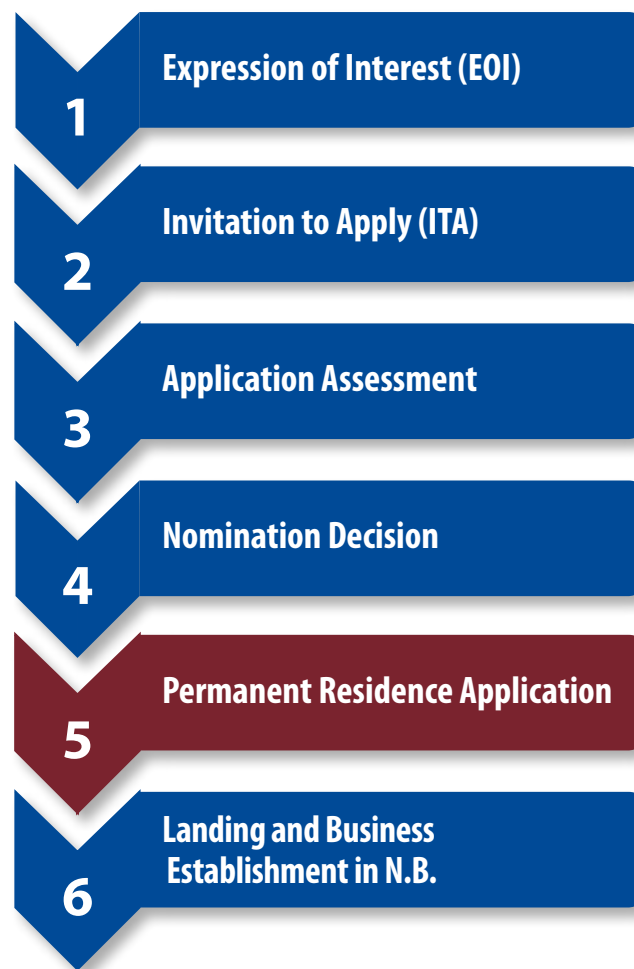 1
Expression of Interest (EOI)
2
Invitation to Apply (ITA)
3
Application Assessment
4
Nomination Decision
5
Permanent Residence Application
6
Landing and Business
Establishment in N.B.